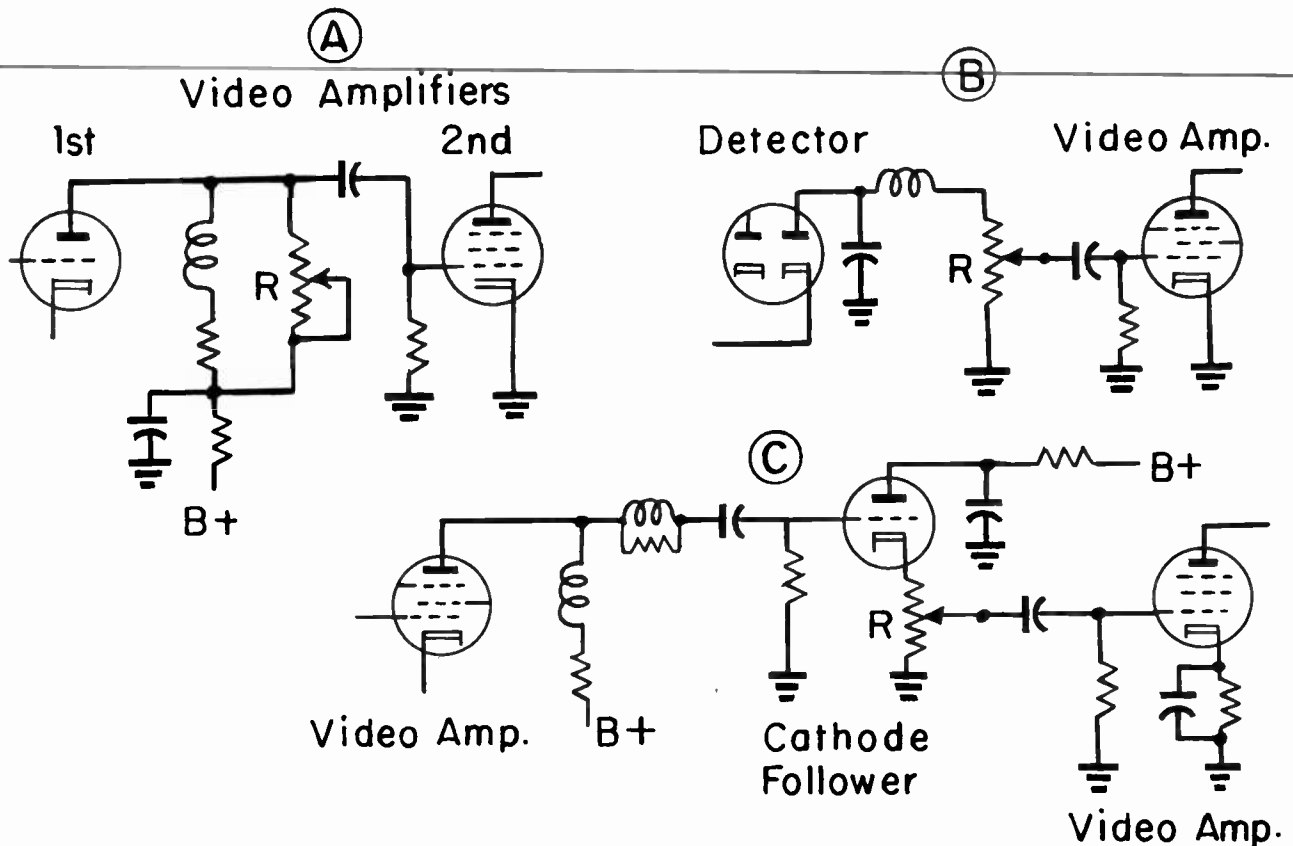 A
Video Amplifiers
1st
2nd
R
B+
B
Detector
Video Amp.
R
C
B+
R
Video Amp.
B+
Cathode
Follower
Video Amp.